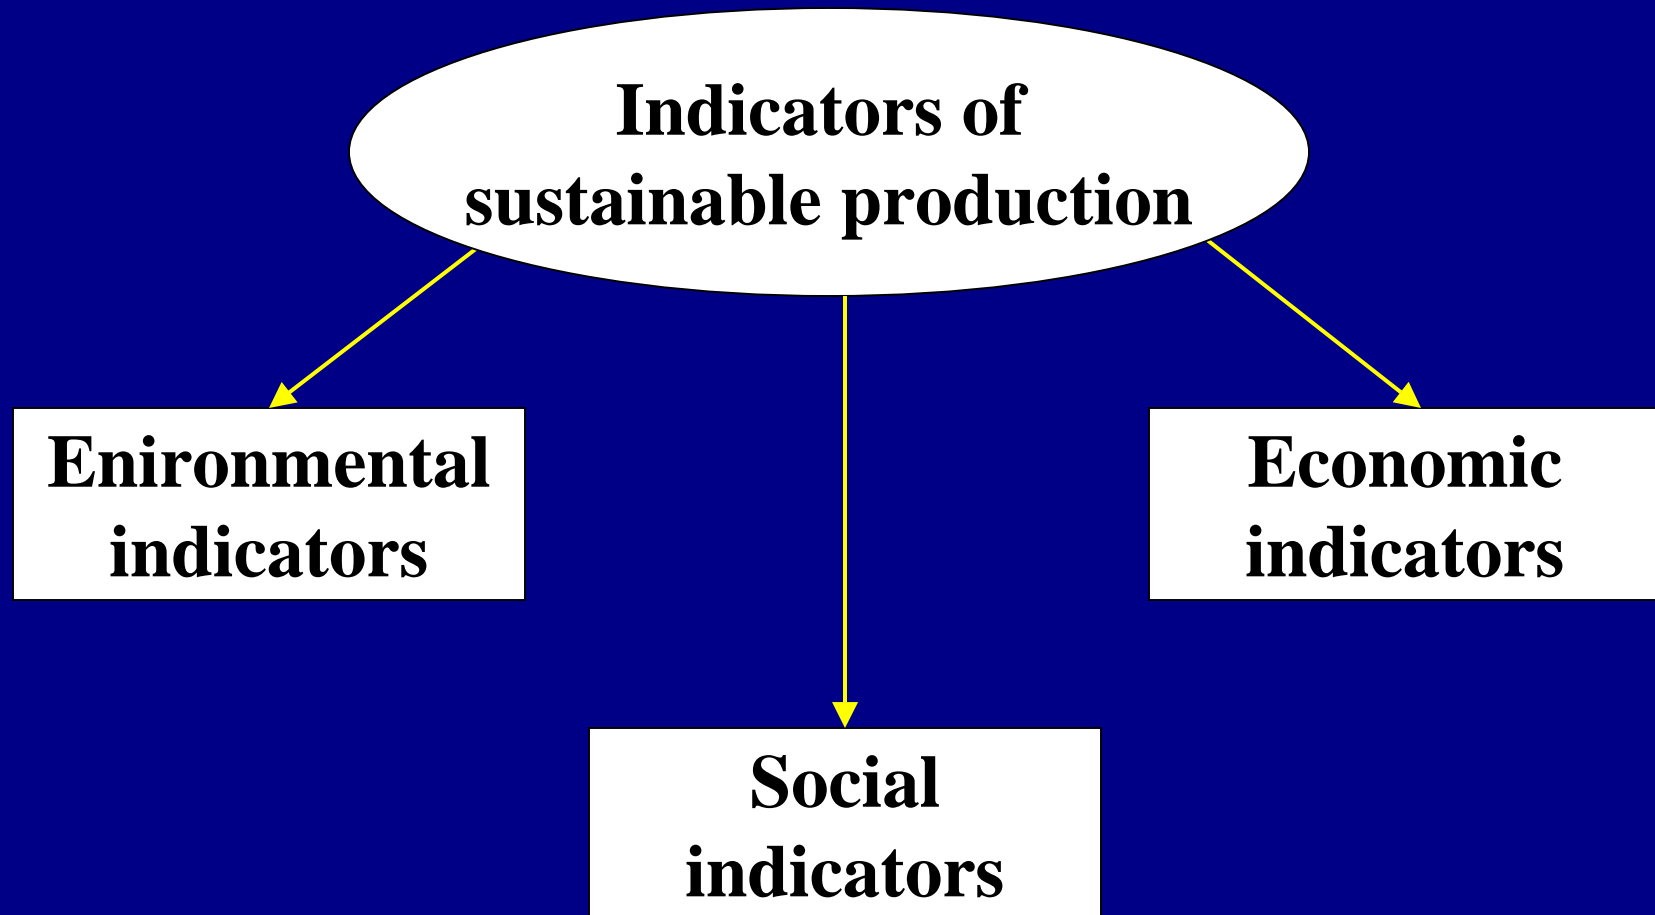 Indicators of
sustainable production
Enironmental
indicators
Economic
indicators
Social
indicators